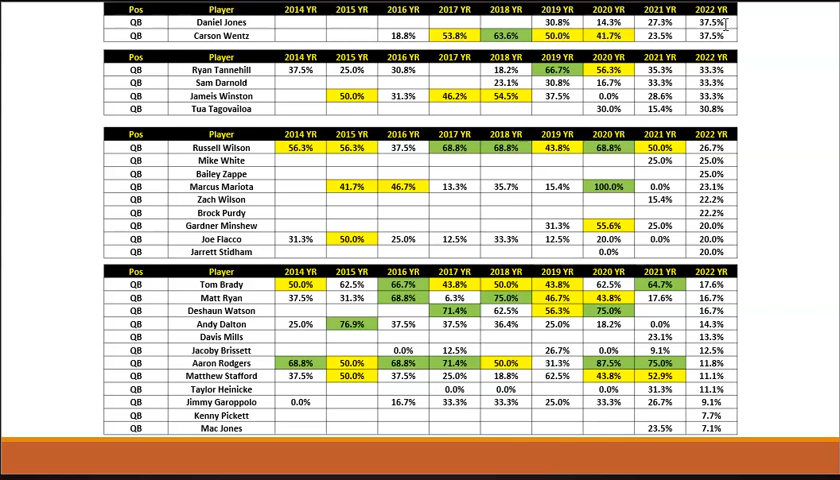 Pos Player 2014 YR 2015 YR 2016 YR 2017 YR 2018 YR 2019 YR 2020 YR 2021 YR 2022 YR
QB Daniel Jones 30.8% 14.3% 27.3% 37.5%
QB Carson Wentz 18.8% 53.8% 63.6% 50.0% 41.7% 23.5% 37.5%
Pos Player 2014 YR 2015 YR 2016 YR 2017 YR 2018 YR 2019 YR 2020 YR 2021 YR 2022 YR
QB Ryan Tannehill 37.5% 25.0% 30.8% 18.2% 66.7% 56.3% 35.3% 33.3%
QB Sam Darnold 23.1% 30.8% 16.7% 33.3% 33.3%
QB Jameis Winston 50.0% 31.3% 46.2% 54.5% 37.5% 0.0% 28.6% 33.3%
QB Tua Tagovailoa 30.0% 15.4% 30.8%
Pos Player 2014 YR 2015 YR 2016 YR 2017 YR 2018 YR 2019 YR 2020 YR 2021 YR 2022 YR
QB Russell Wilson 56.3% 56.3% 37.5% 68.8% 68.8% 43.8% 68.8% 50.0% 26.7%
QB Mike White 25.0% 25.0%
QB Bailey Zappe 25.0%
QB Marcus Mariota 41.7% 46.7% 13.3% 35.7% 15.4% 100.0% 0.0% 23.1%
QB Zach Wilson 15.4% 22.2%
QB Brock Purdy 22.2%
QB Gardner Minshew 31.3% 55.6% 25.0% 20.0%
QB Joe Flacco 31.3% 50.0% 25.0% 12.5% 33.3% 12.5% 20.0% 0.0% 20.0%
QB Jarrett Stidham 0.0% 20.0%
Pos Player 2014 YR 2015 YR 2016 YR 2017 YR 2018 YR 2019 YR 2020 YR 2021 YR 2022 YR
QB Tom Brady 50.0% 62.5% 66.7% 43.8% 50.0% 43.8% 62.5% 64.7% 17.6%
QB Matt Ryan 37.5% 31.3% 68.8% 6.3% 75.0% 46.7% 43.8% 17.6% 16.7%
QB Deshaun Watson 71.4% 62.5% 56.3% 75.0% 16.7%
QB Andy Dalton 25.0% 76.9% 37.5% 37.5% 36.4% 25.0% 18.2% 0.0% 14.3%
QB Davis Mills 23.1% 13.3%
QB Jacoby Brissett 0.0% 12.5% 26.7% 0.0% 9.1% 12.5%
QB Aaron Rodgers 68.8% 50.0% 68.8% 71.4% 50.0% 31.3% 87.5% 75.0% 11.8%
QB Matthew Stafford 37.5% 50.0% 37.5% 25.0% 18.8% 62.5% 43.8% 52.9% 11.1%
QB Taylor Heinicke 0.0% 0.0% 0.0% 31.3% 11.1%
QB Jimmy Garoppolo 0.0% 16.7% 33.3% 33.3% 25.0% 33.3% 26.7% 9.1%
QB Kenny Pickett 7.7%
QB Mac Jones 23.5% 7.1%